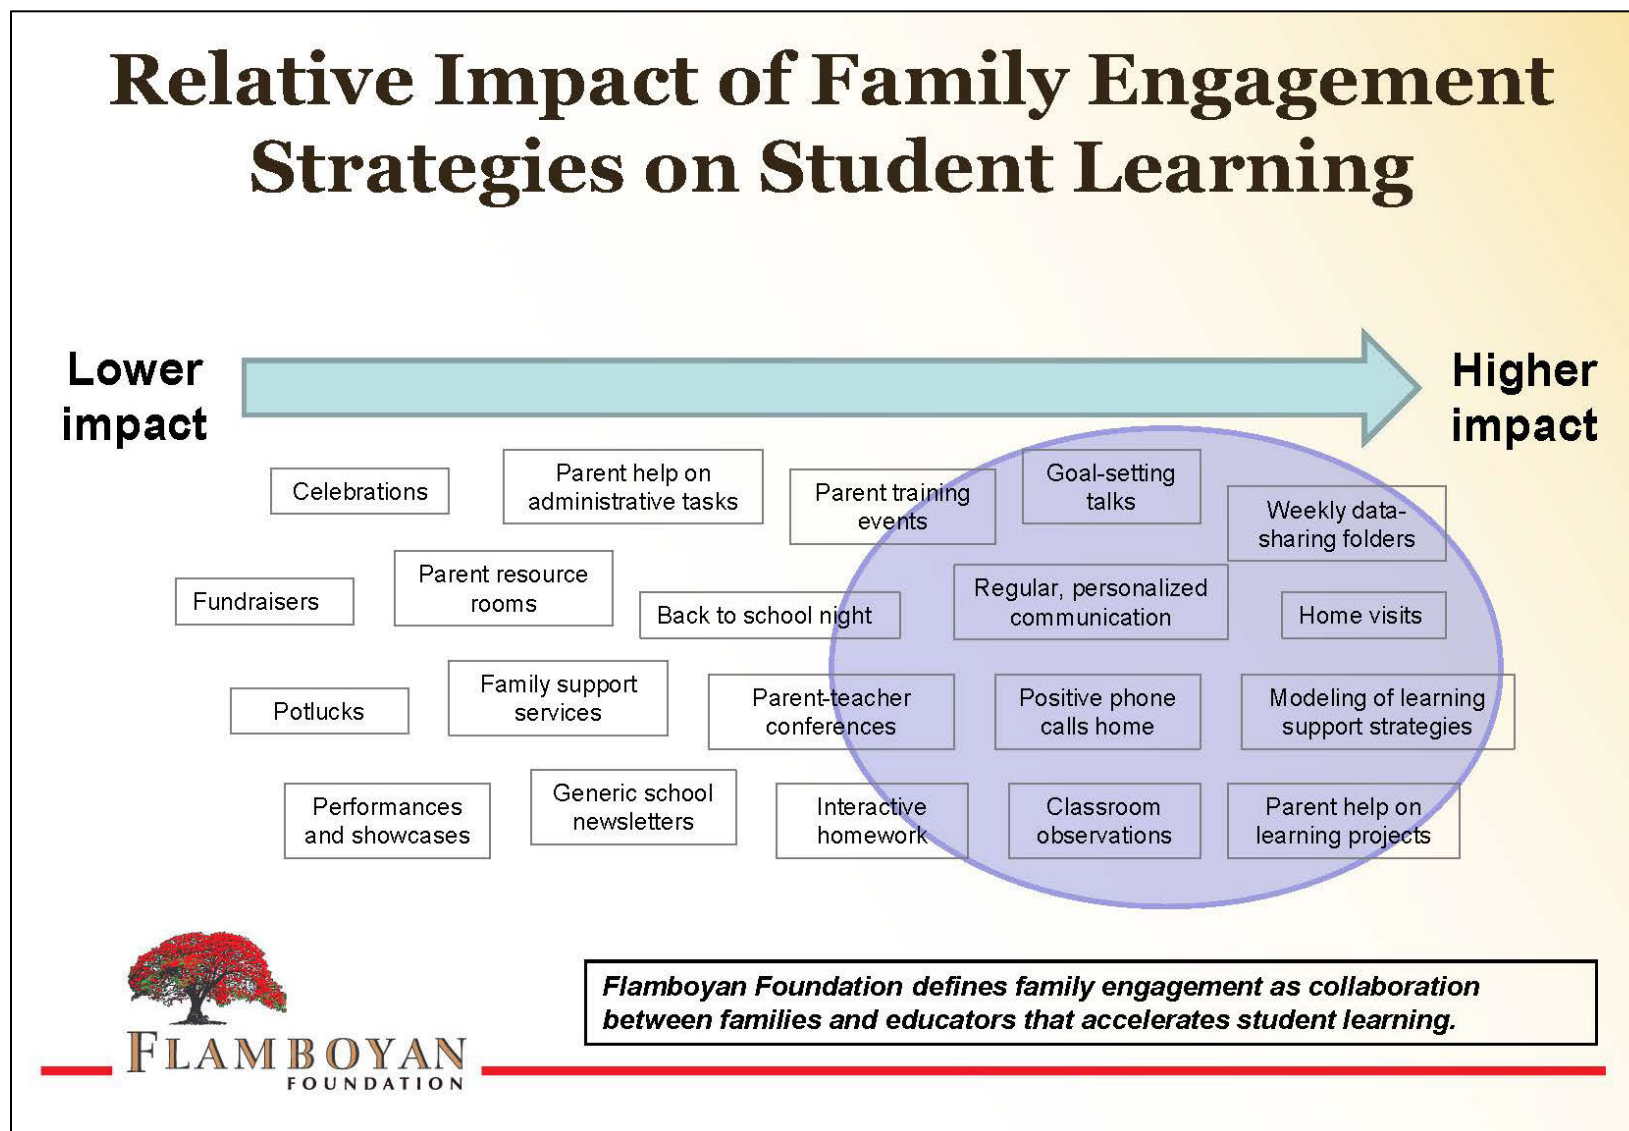 Relative Impact of Family Engagement
Strategies on Student Learning
Lower
impact
Higher
impact
Celebrations
Parent help on
administrative tasks
Parent training
events
Goal-setting
talks
Weekly data-
sharing folders
Fundraisers
Parent resource
rooms
Back to school night
Regular, personalized
communication
Home visits
Potlucks
Family support
services
Parent-teacher
conferences
Positive phone
calls home
Modeling of learning
support strategies
Performances
and showcases
Generic school
newsletters
Interactive
homework
Classroom
observations
Parent help on
learning projects
Flamboyan Foundation defines family engagement as collaboration
between families and educators that accelerates student learning.
FLAMBOYAN
FOUNDATION